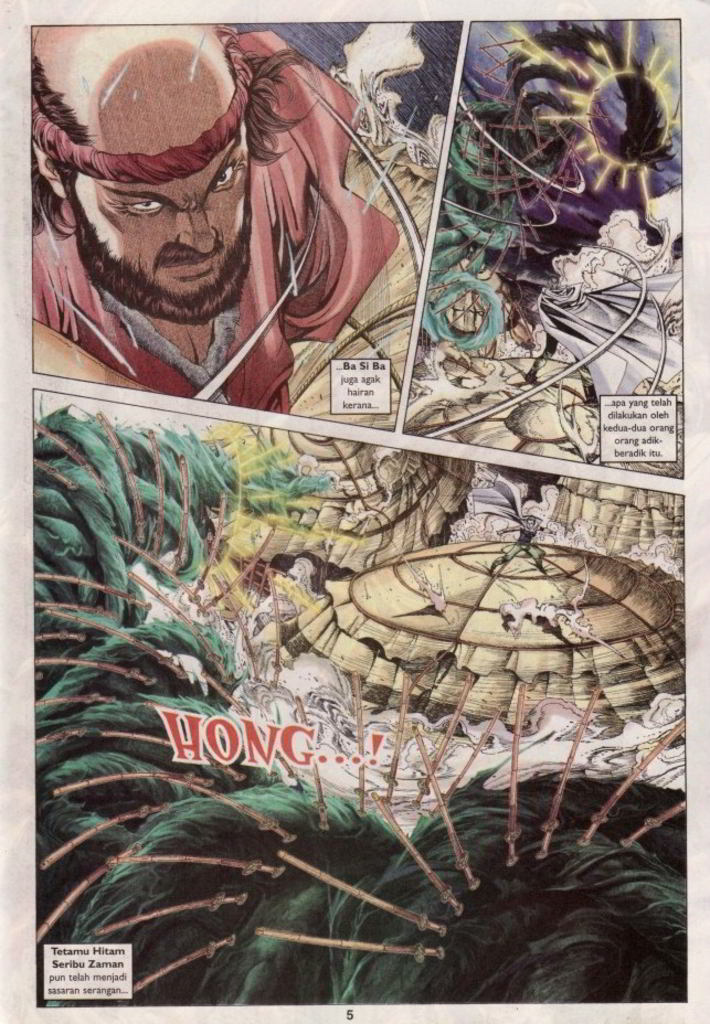 ...Ba Si Ba
juga agak
hairan
kerana...
...apa yang telah
dilakukan oleh
kedua-dua orang
orang adik-
beradik itu.
HONG....!
Tetamu Hitam
Seribu Zaman
pun telah menjadi
sasaran serangan...
5